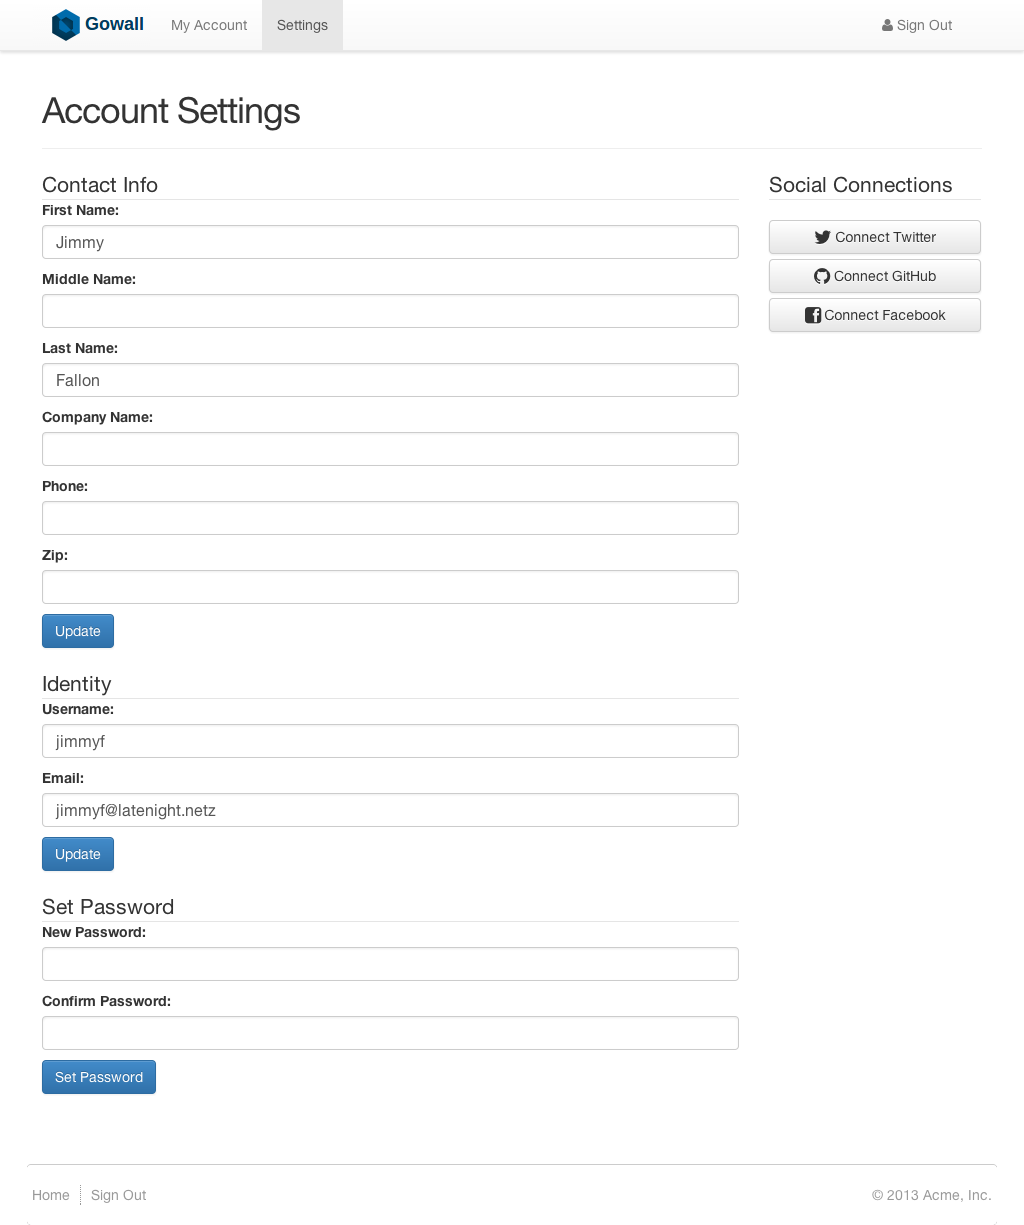 Gowall My Account Settings Sign Out
Account Settings
Contact Info
First Name:
Jimmy
Middle Name:
Last Name:
Fallon
Company Name:
Phone:
Zip:
Update
Identity
Username:
jimmyf
Email:
jimmyf@latenight.netz
Update
Set Password
New Password:
Confirm Password:
Set Password
Social Connections
Connect Twitter
Connect GitHub
Connect Facebook
Home Sign Out © 2013 Acme, Inc.